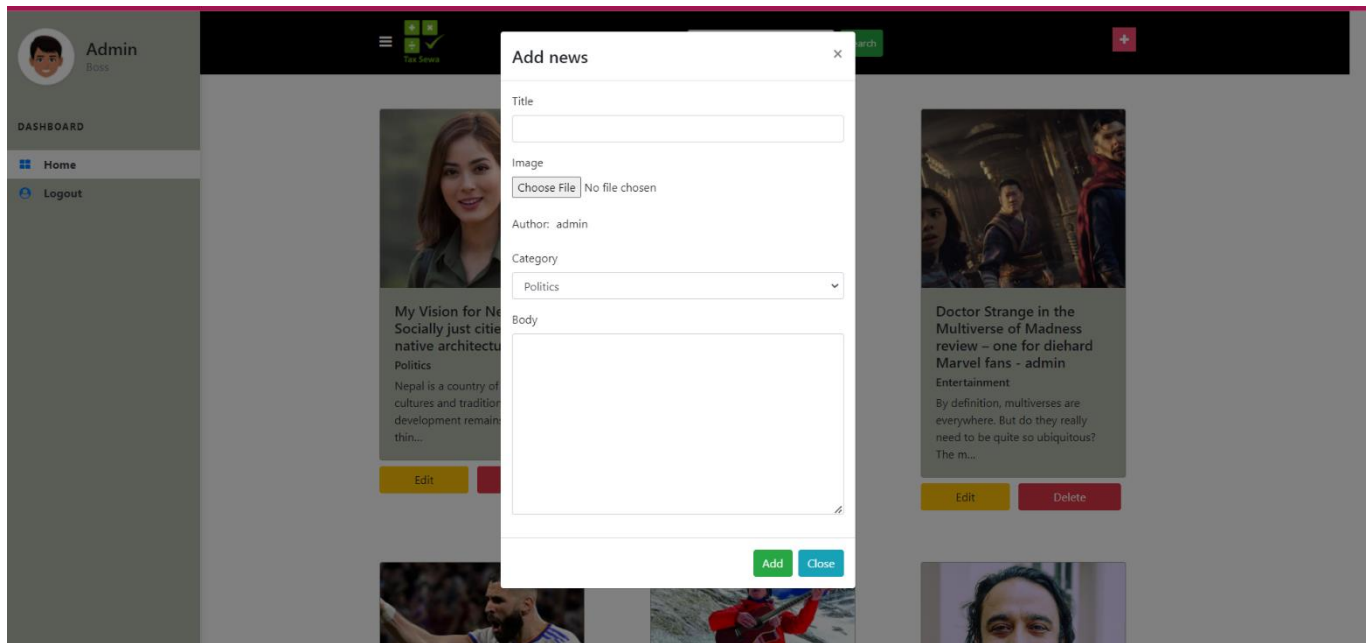 Admin
Boss
DASHBOARD
Home
Logout
Tax Sewa
arch
Add news
×
Title
Image
Choose File No file chosen
Author: admin
Category
Politics
Body
Add Close
My Vision for Ne
Socially just citie
native architectu
Politics
Nepal is a country of
cultures and tradition
development remain
thin...
Edit
Doctor Strange in the
Multiverse of Madness
review – one for diehard
Marvel fans - admin
Entertainment
By definition, multiverses are
everywhere. But do they really
need to be quite so ubiquitous?
The m...
Edit Delete